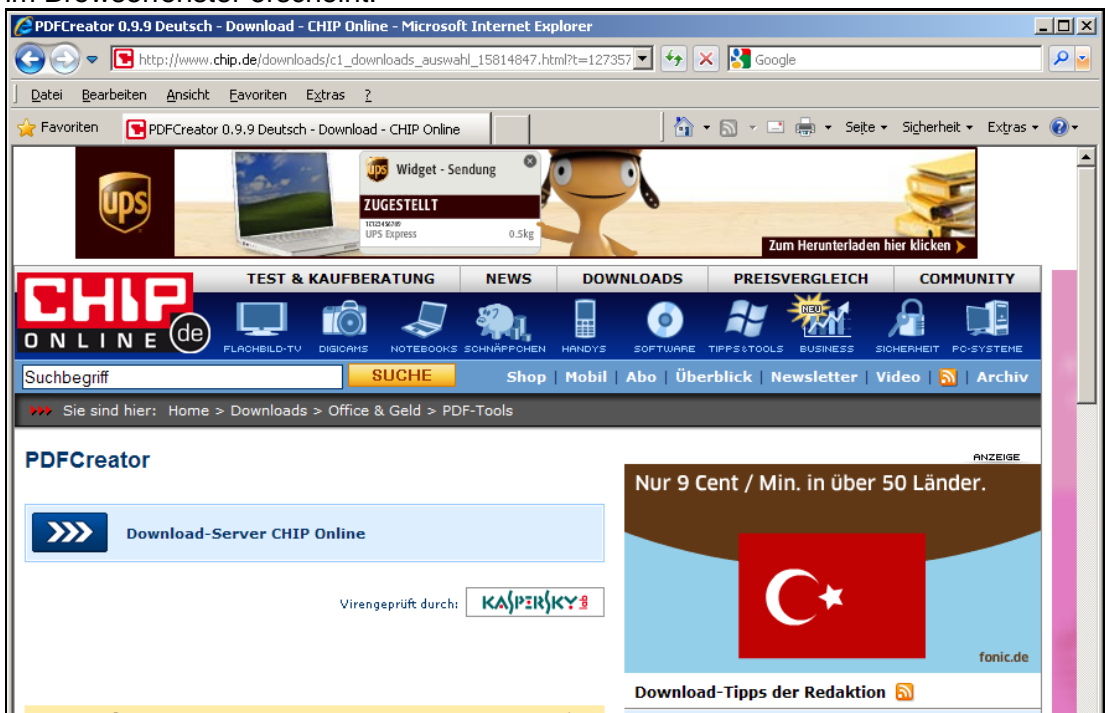 im Browserfenster erscheint.
PDFCreator 0.9.9 Deutsch - Download - CHIP Online - Microsoft Internet Explorer
http://www.chip.de/downloads/c1_downloads_auswahl_15814847.html?t=127357
Google
Datei Bearbeiten Ansicht Favoriten Extras ?
Favoriten PDFCreator 0.9.9 Deutsch - Download - CHIP Online Seite Sicherheit Extras
ups
ups Widget - Sendung
ZUGESTELLT
UPS Express 0.5kg
Zum Herunterladen hier klicken
CHIP
ONLINE de
TEST & KAUFBERATUNG NEWS DOWNLOADS PREISVERGLEICH COMMUNITY
NEU
FLACHBILD-TV DIGICAMS NOTEBOOKS SCHNÄPPCHEN HANDYS SOFTWARE TIPPS&TOOLS BUSINESS SICHERHEIT PC-SYSTEME
Suchbegriff SUCHE Shop | Mobil | Abo | Überblick | Newsletter | Video | | Archiv
Sie sind hier: Home > Downloads > Office & Geld > PDF-Tools
PDFCreator
Download-Server CHIP Online
Virengeprüft durch: KASPERSKY
ANZEIGE
Nur 9 Cent / Min. in über 50 Länder.
fonic.de
Download-Tipps der Redaktion